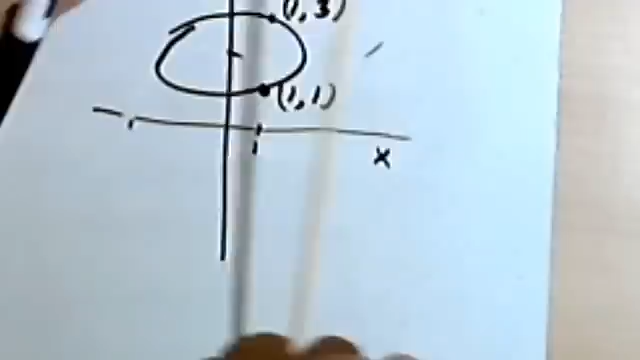 (1,3)
(1,1)
1
x